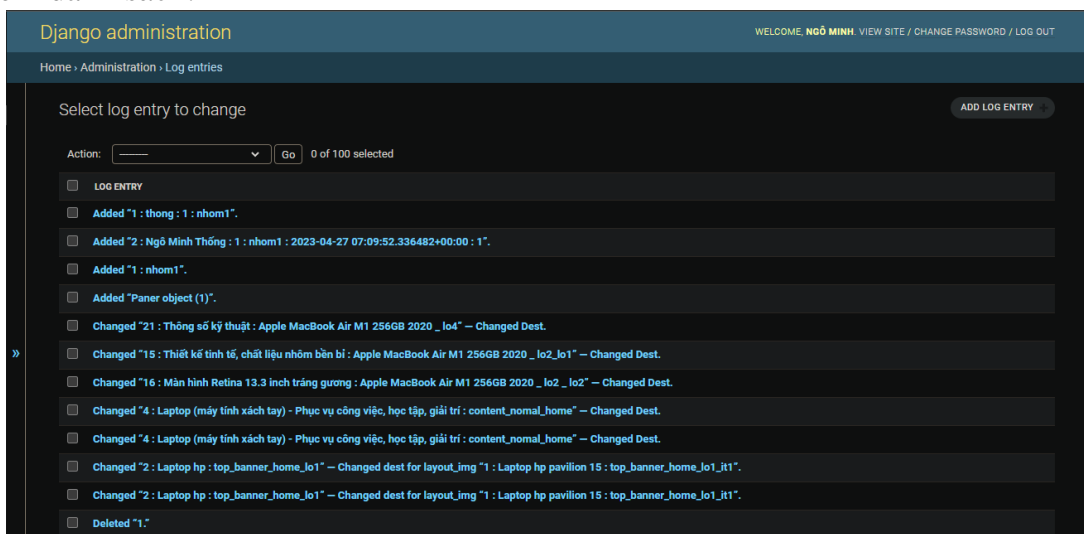 Django administration
WELCOME, NGÔ MINH. VIEW SITE / CHANGE PASSWORD / LOG OUT
Home › Administration › Log entries
Select log entry to change
ADD LOG ENTRY +
Action: --------- Go 0 of 100 selected
LOG ENTRY
Added “1 : thong : 1 : nhom1”.
Added “2 : Ngô Minh Thống : 1 : nhom1 : 2023-04-27 07:09:52.336482+00:00 : 1”.
Added “1 : nhom1”.
Added “Paner object (1)”.
Changed “21 : Thông số kỹ thuật : Apple MacBook Air M1 256GB 2020 _ lo4” — Changed Dest.
»
Changed “15 : Thiết kế tinh tế, chất liệu nhôm bền bỉ : Apple MacBook Air M1 256GB 2020 _ lo2_lo1” — Changed Dest.
Changed “16 : Màn hình Retina 13.3 inch tráng gương : Apple MacBook Air M1 256GB 2020 _ lo2 _ lo2” — Changed Dest.
Changed “4 : Laptop (máy tính xách tay) - Phục vụ công việc, học tập, giải trí : content_nomal_home” — Changed Dest.
Changed “4 : Laptop (máy tính xách tay) - Phục vụ công việc, học tập, giải trí : content_nomal_home” — Changed Dest.
Changed “2 : Laptop hp : top_banner_home_lo1” — Changed dest for layout_img “1 : Laptop hp pavilion 15 : top_banner_home_lo1_it1”.
Changed “2 : Laptop hp : top_banner_home_lo1” — Changed dest for layout_img “1 : Laptop hp pavilion 15 : top_banner_home_lo1_it1”.
Deleted “1.”